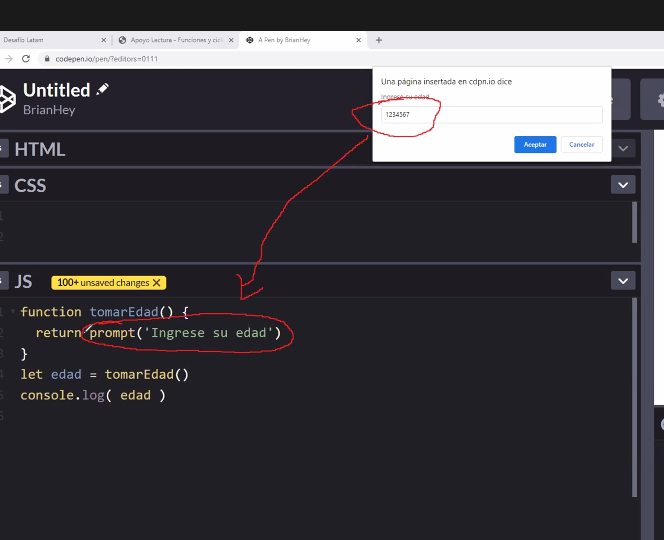 Desafío Latam
Apoyo Lectura - Funciones y cicl
A Pen by BrianHey
codepen.io/pen/?editors=0111
Una página insertada en cdpn.io dice
Ingrese su edad
1234567
Aceptar
Cancelar
Untitled
BrianHey
HTML
CSS
1
2
JS
100+ unsaved changes
1 function tomarEdad() {
2 return prompt('Ingrese su edad')
3 }
4 let edad = tomarEdad()
5 console.log( edad )
6